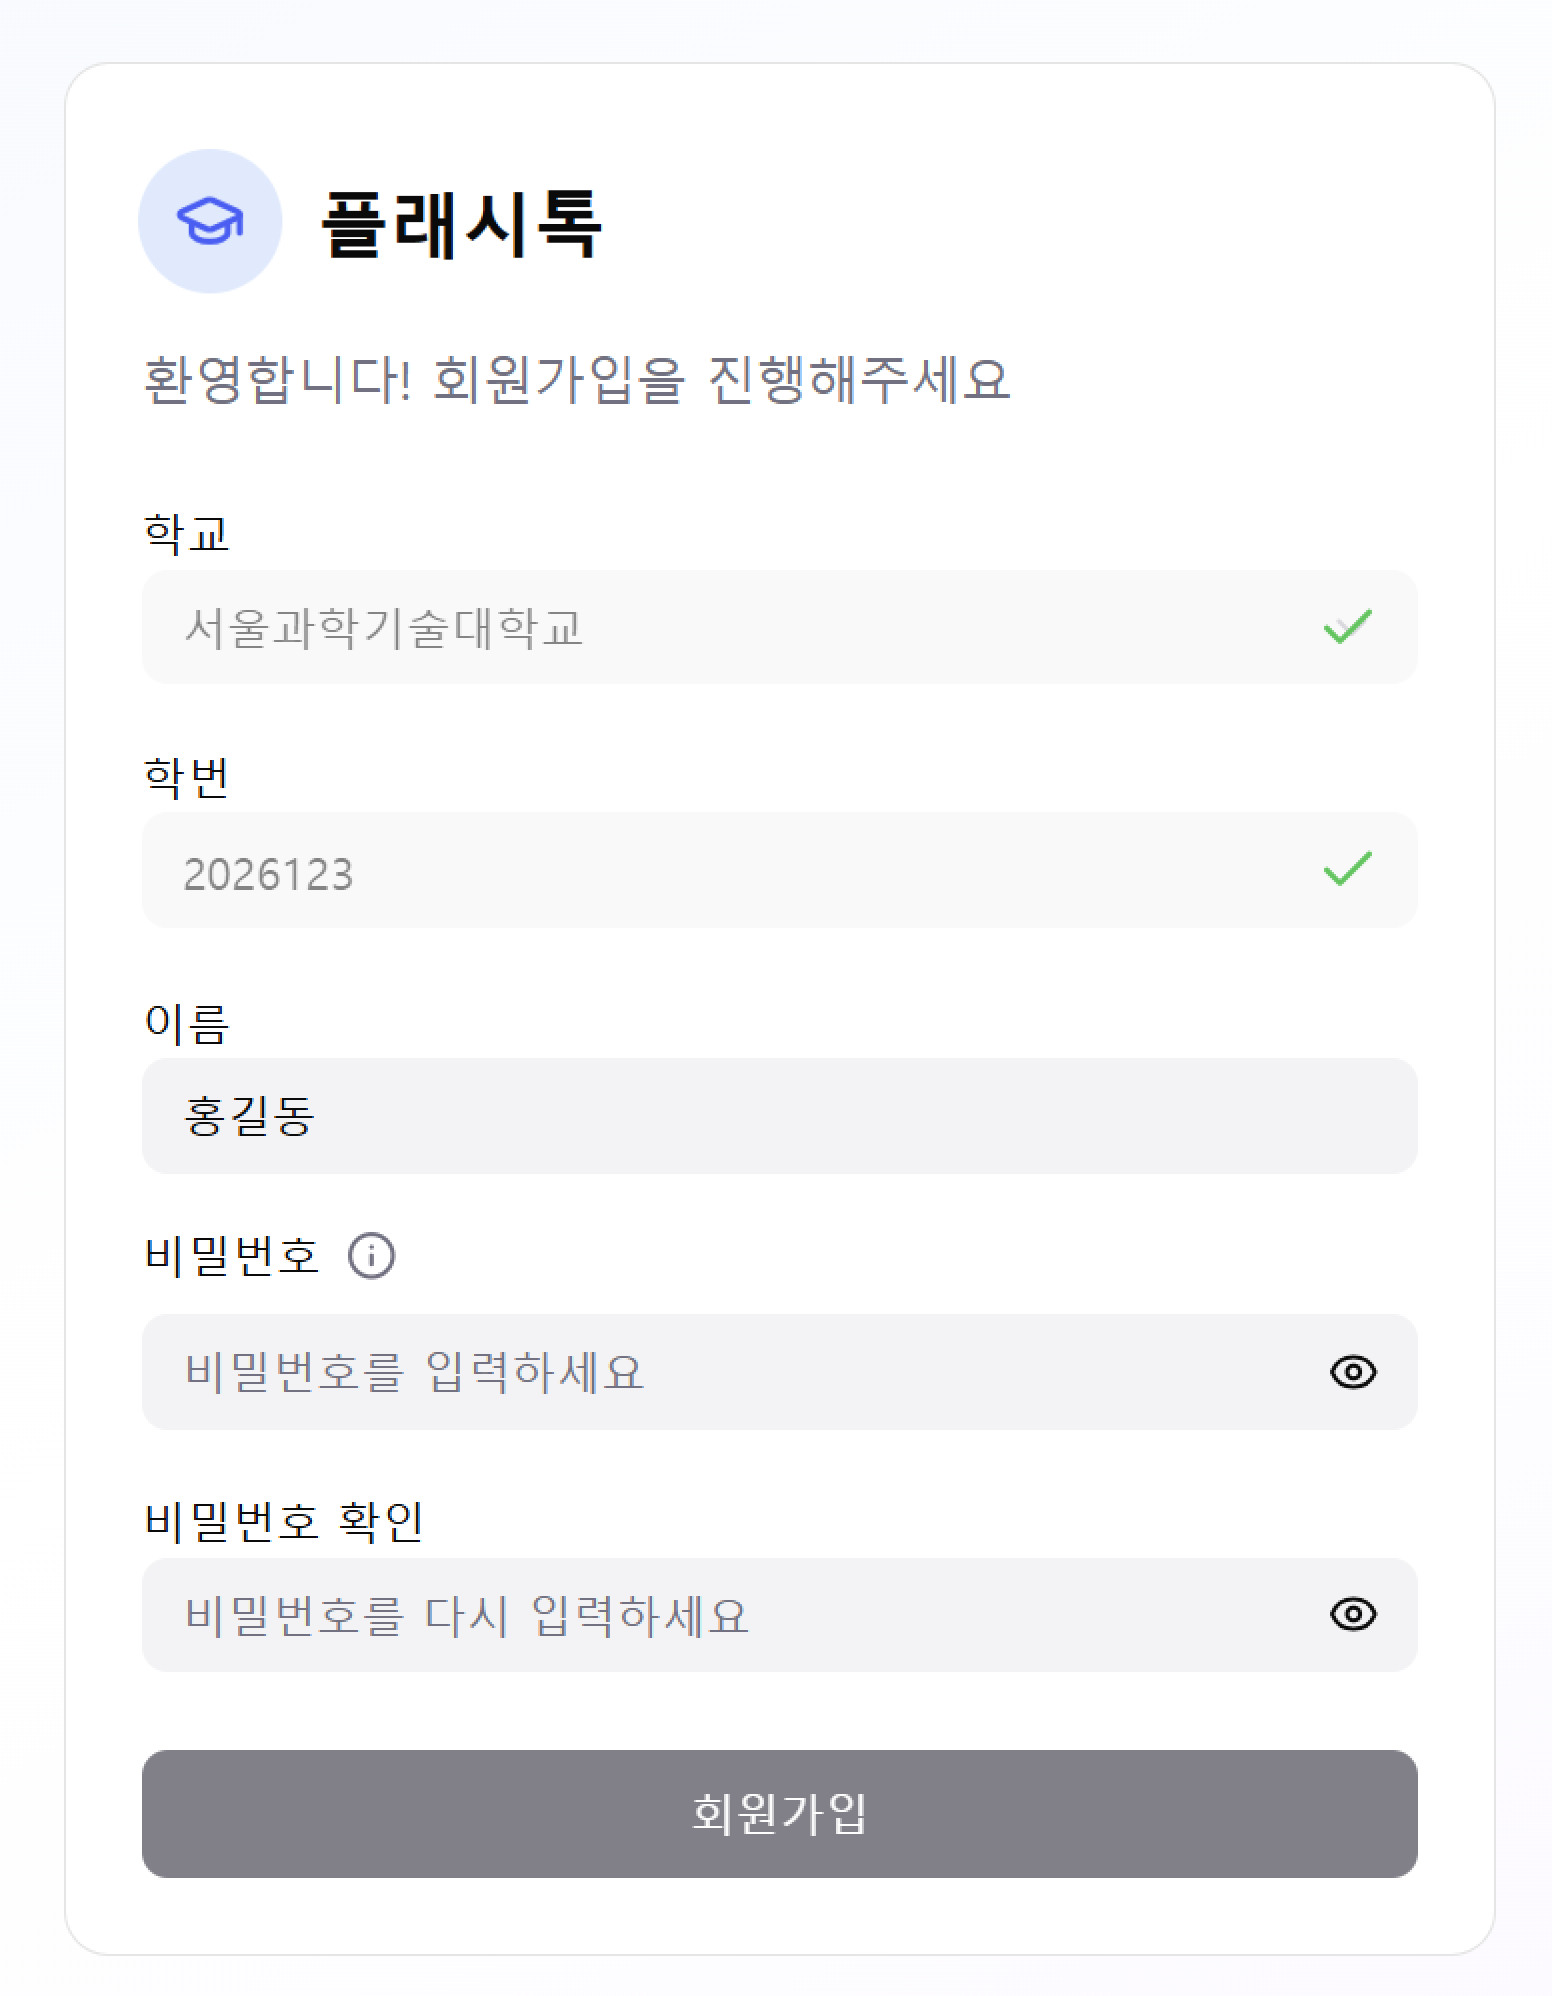 플래시톡
환영합니다! 회원가입을 진행해주세요
학교
서울과학기술대학교
학번
2026123
이름
홍길동
비밀번호
비밀번호를 입력하세요
비밀번호 확인
비밀번호를 다시 입력하세요
회원가입